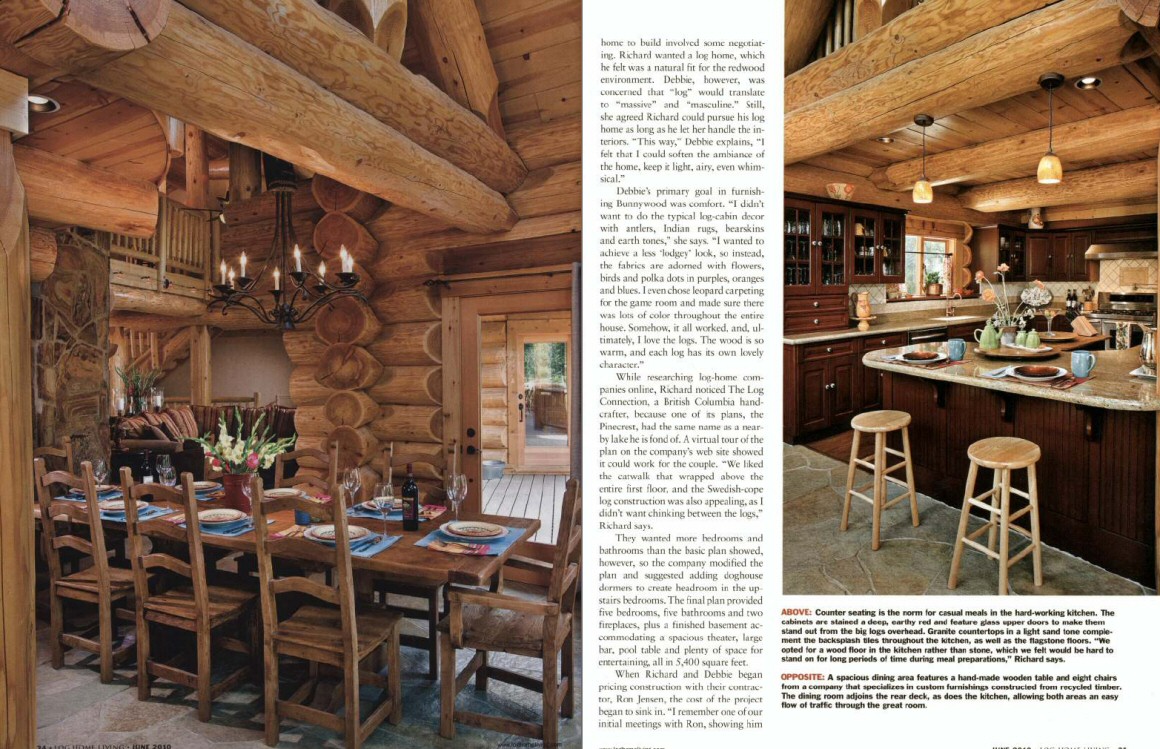 home to build involved some negotiat-
ing. Richard wanted a log home, which
he felt was a natural fit for the redwood
environment. Debbie, however, was
concerned that "log" would translate
to "massive" and "masculine." Still,
she agreed Richard could pursue his log
home as long as he let her handle the in-
teriors. "This way," Debbie explains, "I
felt that I could soften the ambiance of
the home, keep it light, airy, even whim-
sical."
Debbie's primary goal in furnish-
ing Bunnywood was comfort. "I didn't
want to do the typical log-cabin decor
with antlers, Indian rugs, bearskins
and earth tones," she says. "I wanted to
achieve a less 'lodgey' look, so instead,
the fabrics are adorned with flowers,
birds and polka dots in purples, oranges
and blues. I even chose leopard carpeting
for the game room and made sure there
was lots of color throughout the entire
house. Somehow, it all worked, and, ul-
timately, I love the logs. The wood is so
warm, and each log has its own lovely
character."
While researching log-home com-
panies online, Richard noticed The Log
Connection, a British Columbia hand-
crafter, because one of its plans, the
Pinecrest, had the same name as a near-
by lake he is fond of. A virtual tour of the
plan on the company's web site showed
it could work for the couple. "We liked
the catwalk that wrapped above the
entire first floor, and the Swedish-cope
log construction was also appealing, as I
didn't want chinking between the logs,"
Richard says.
They wanted more bedrooms and
bathrooms than the basic plan showed,
however, so the company modified the
plan and suggested adding doghouse
dormers to create headroom in the up-
stairs bedrooms. The final plan provided
five bedrooms, five bathrooms and two
fireplaces, plus a finished basement ac-
commodating a spacious theater, large
bar, pool table and plenty of space for
entertaining, all in 5,400 square feet.
When Richard and Debbie began
pricing construction with their contrac-
tor, Ron Jensen, the cost of the project
began to sink in. "I remember one of our
initial meetings with Ron, showing him
ABOVE: Counter seating is the norm for casual meals in the hard-working kitchen. The
cabinets are stained a deep, earthy red and feature glass upper doors to make them
stand out from the big logs overhead. Granite countertops in a light sand tone comple-
ment the backsplash tiles throughout the kitchen, as well as the flagstone floors. "We
opted for a wood floor in the kitchen rather than stone, which we felt would be hard to
stand on for long periods of time during meal preparations," Richard says.
OPPOSITE: A spacious dining area features a hand-made wooden table and eight chairs
from a company that specializes in custom furnishings constructed from recycled timber.
The dining room adjoins the rear deck, as does the kitchen, allowing both areas an easy
flow of traffic through the great room.
LOG HOME LIVING • JUNE 2010
JUNE 2010 • LOG HOME LIVING